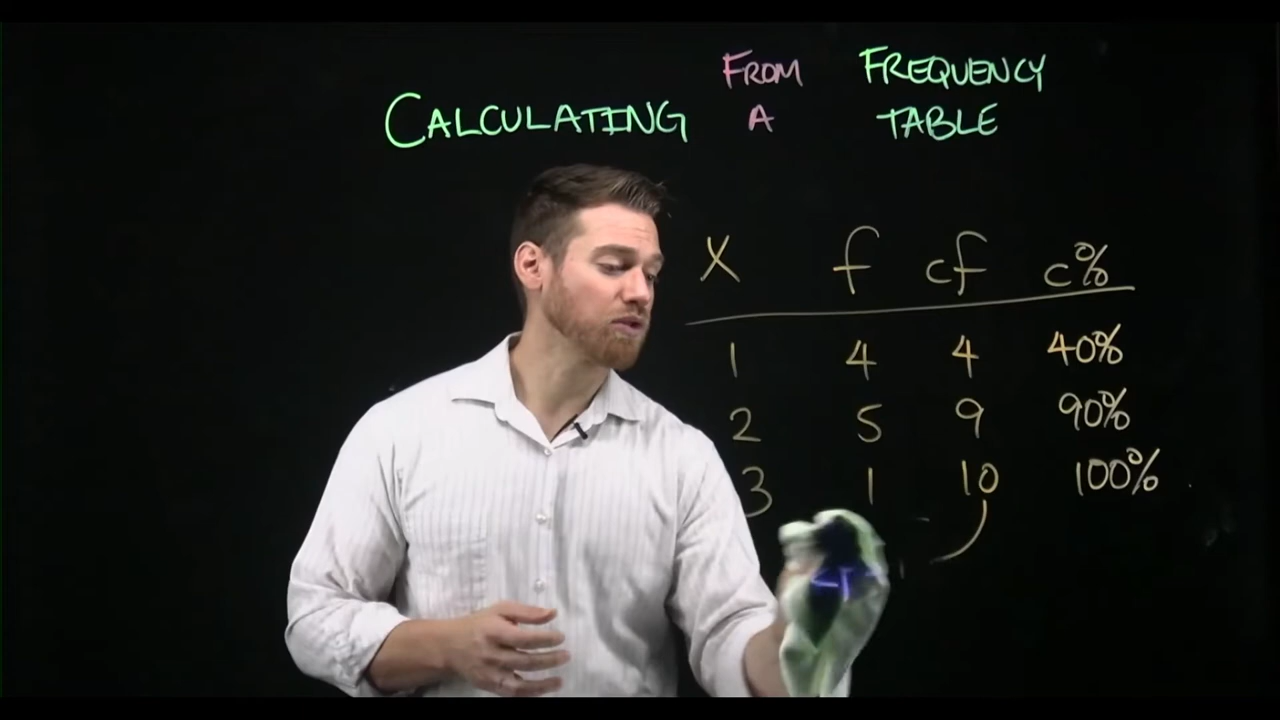 CALCULATING FROM A FREQUENCY TABLE
X f cf c%
1 4 4 40%
2 5 9 90%
3 1 10 100%